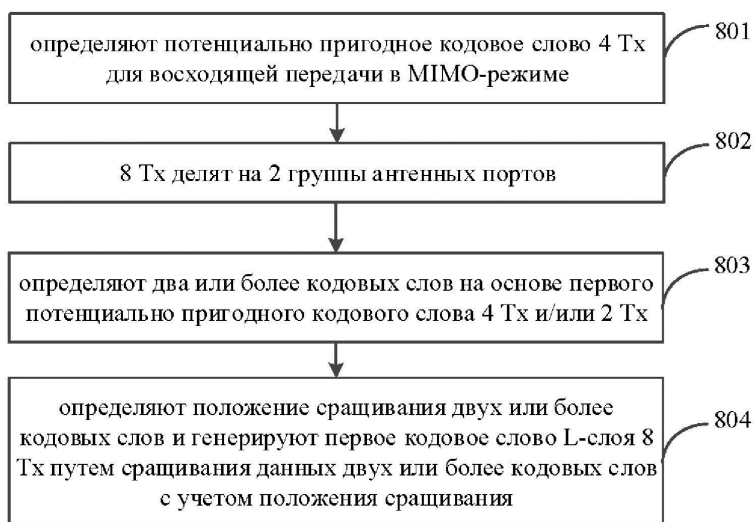 определяют потенциально пригодное кодовое слово 4 Tx
для восходящей передачи в MIMO-режиме
801
8 Tx делят на 2 группы антенных портов
802
определяют два или более кодовых слов на основе первого
потенциально пригодного кодового слова 4 Tx и/или 2 Tx
803
определяют положение сращивания двух или более
кодовых слов и генерируют первое кодовое слово L-слоя 8
Tx путем сращивания данных двух или более кодовых слов
с учетом положения сращивания
804